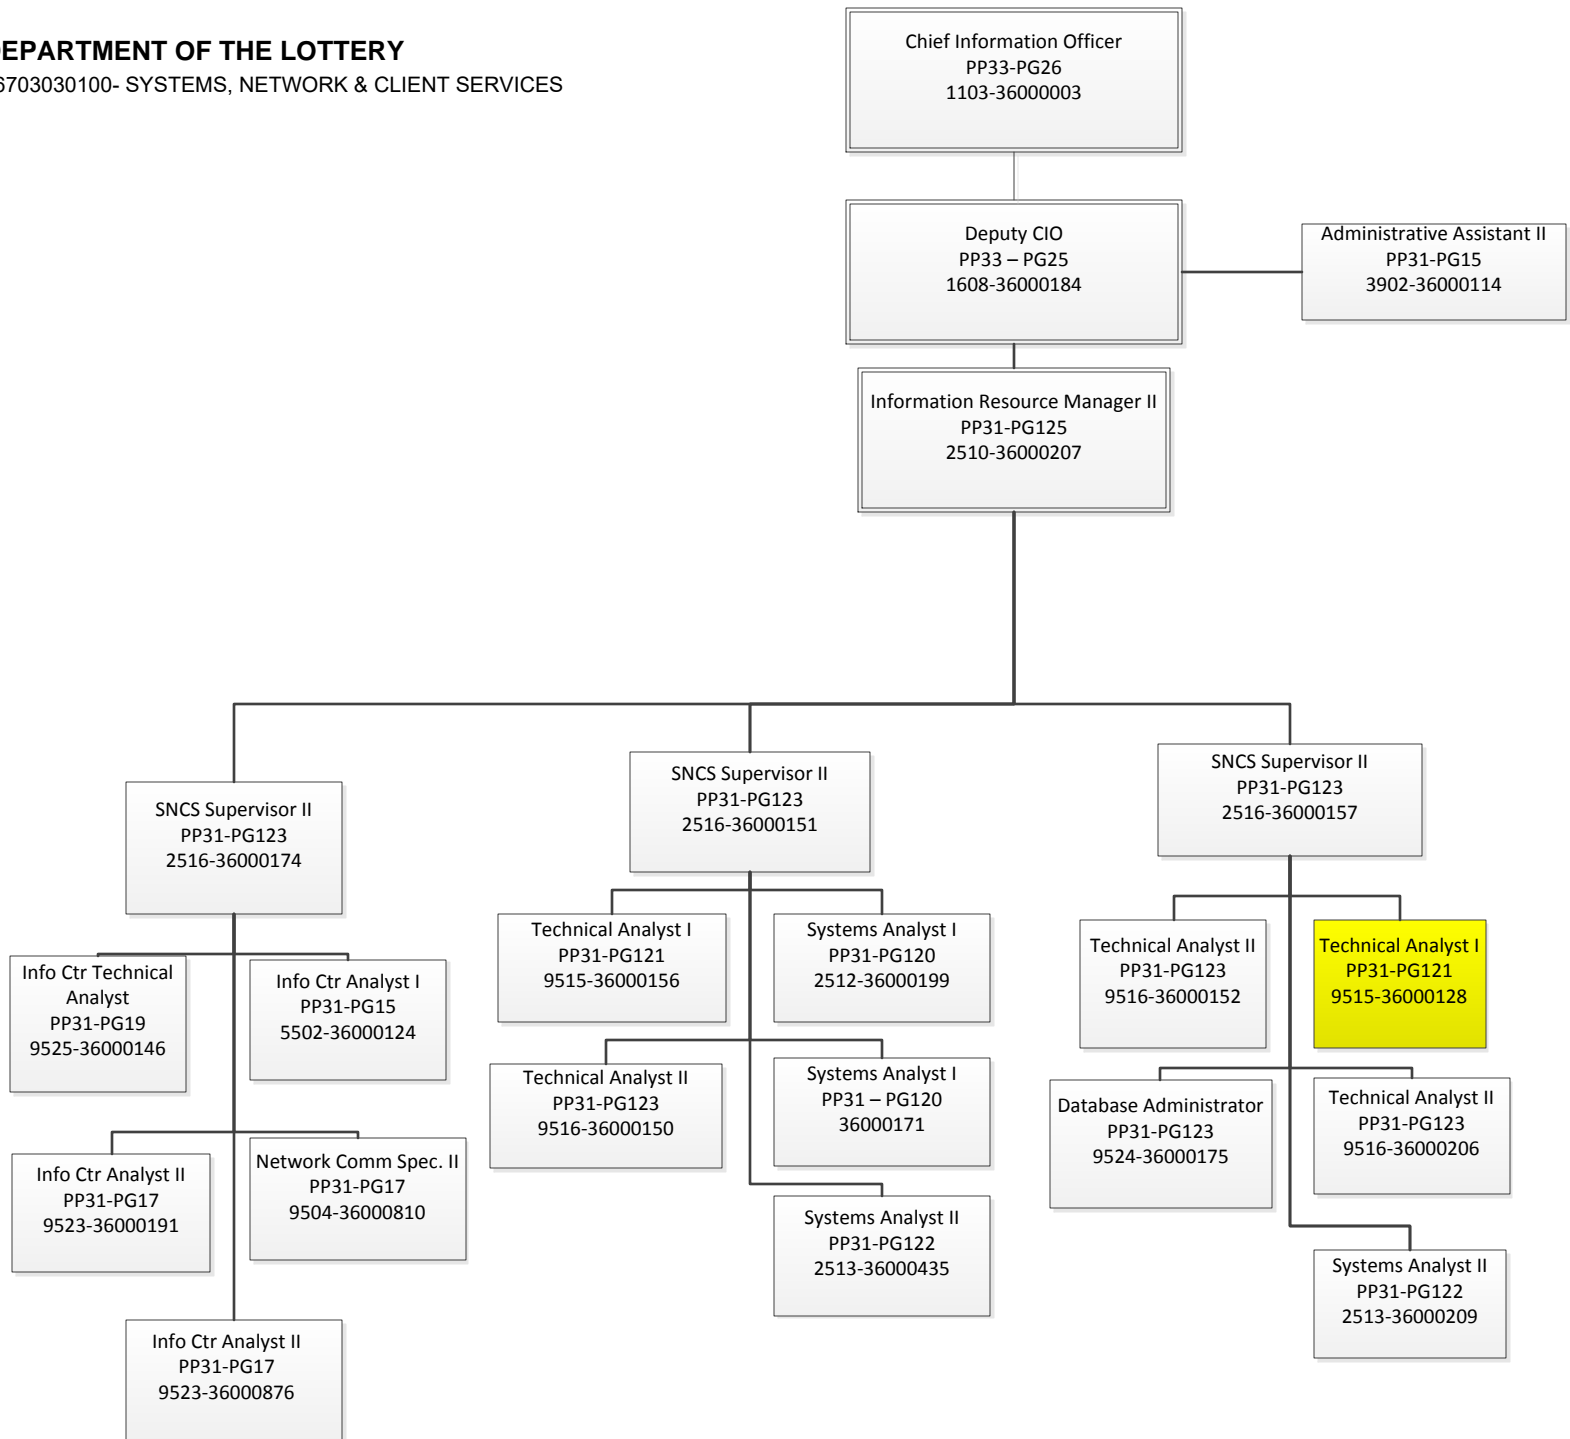 EPARTMENT OF THE LOTTERY
6703030100- SYSTEMS, NETWORK & CLIENT SERVICES
Chief Information Officer
PP33-PG26
1103-36000003
Deputy CIO
PP33 – PG25
1608-36000184
Administrative Assistant II
PP31-PG15
3902-36000114
Information Resource Manager II
PP31-PG125
2510-36000207
SNCS Supervisor II
PP31-PG123
2516-36000174
SNCS Supervisor II
PP31-PG123
2516-36000151
SNCS Supervisor II
PP31-PG123
2516-36000157
Info Ctr Technical
Analyst
PP31-PG19
9525-36000146
Info Ctr Analyst I
PP31-PG15
5502-36000124
Technical Analyst I
PP31-PG121
9515-36000156
Systems Analyst I
PP31-PG120
2512-36000199
Technical Analyst II
PP31-PG123
9516-36000152
Technical Analyst I
PP31-PG121
9515-36000128
Info Ctr Analyst II
PP31-PG17
9523-36000191
Network Comm Spec. II
PP31-PG17
9504-36000810
Technical Analyst II
PP31-PG123
9516-36000150
Systems Analyst I
PP31 – PG120
36000171
Database Administrator
PP31-PG123
9524-36000175
Technical Analyst II
PP31-PG123
9516-36000206
Info Ctr Analyst II
PP31-PG17
9523-36000876
Systems Analyst II
PP31-PG122
2513-36000435
Systems Analyst II
PP31-PG122
2513-36000209